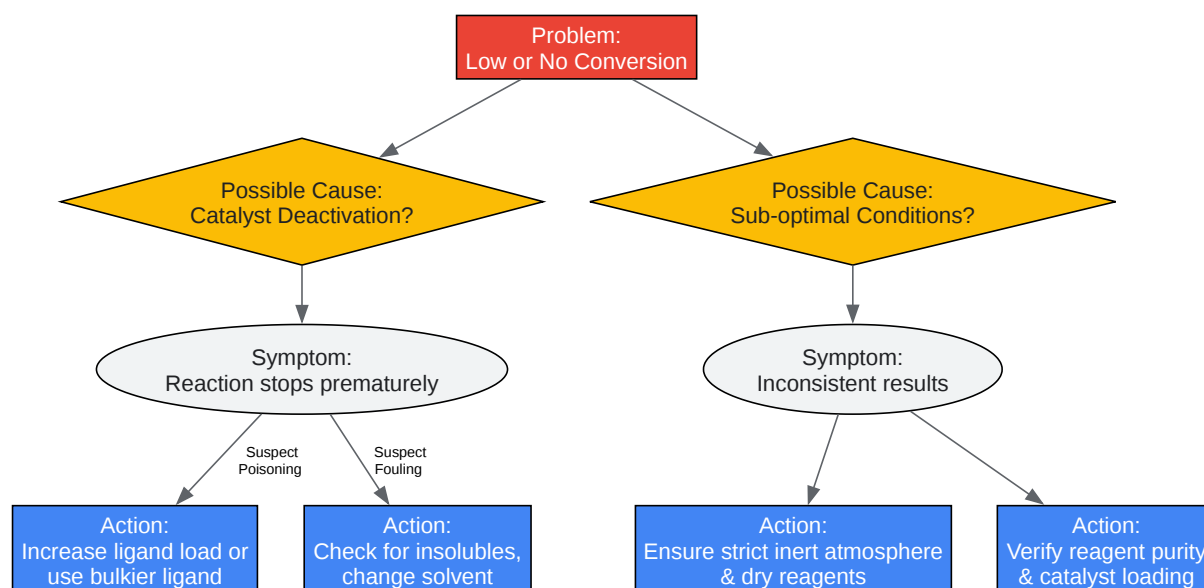 Problem:
Low or No Conversion
Possible Cause:
Catalyst Deactivation?
Possible Cause:
Sub-optimal Conditions?
Symptom:
Reaction stops prematurely
Symptom:
Inconsistent results
Suspect
Poisoning
Suspect
Fouling
Action:
Increase ligand load or
use bulkier ligand
Action:
Check for insolubles,
change solvent
Action:
Ensure strict inert atmosphere
& dry reagents
Action:
Verify reagent purity
& catalyst loading